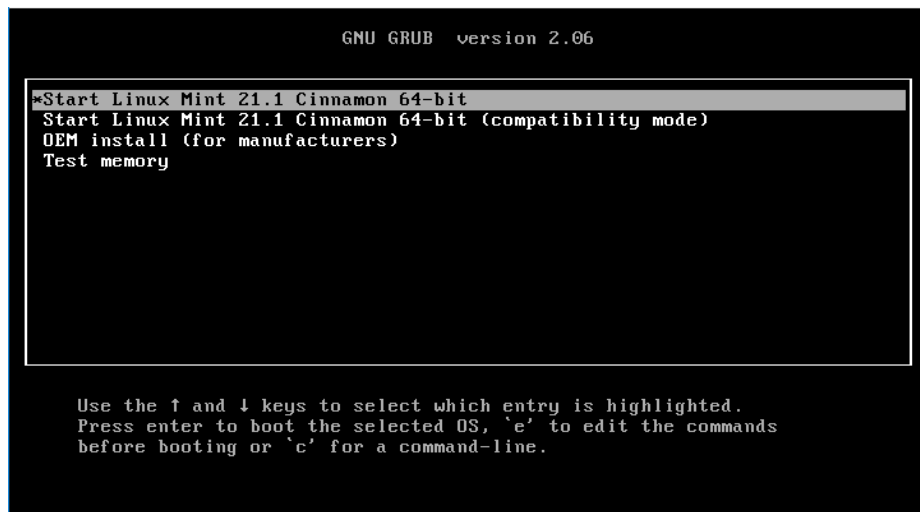 GNU GRUB version 2.06
*Start Linux Mint 21.1 Cinnamon 64-bit
Start Linux Mint 21.1 Cinnamon 64-bit (compatibility mode)
OEM install (for manufacturers)
Test memory
Use the ↑ and ↓ keys to select which entry is highlighted.
Press enter to boot the selected OS, `e' to edit the commands
before booting or `c' for a command-line.